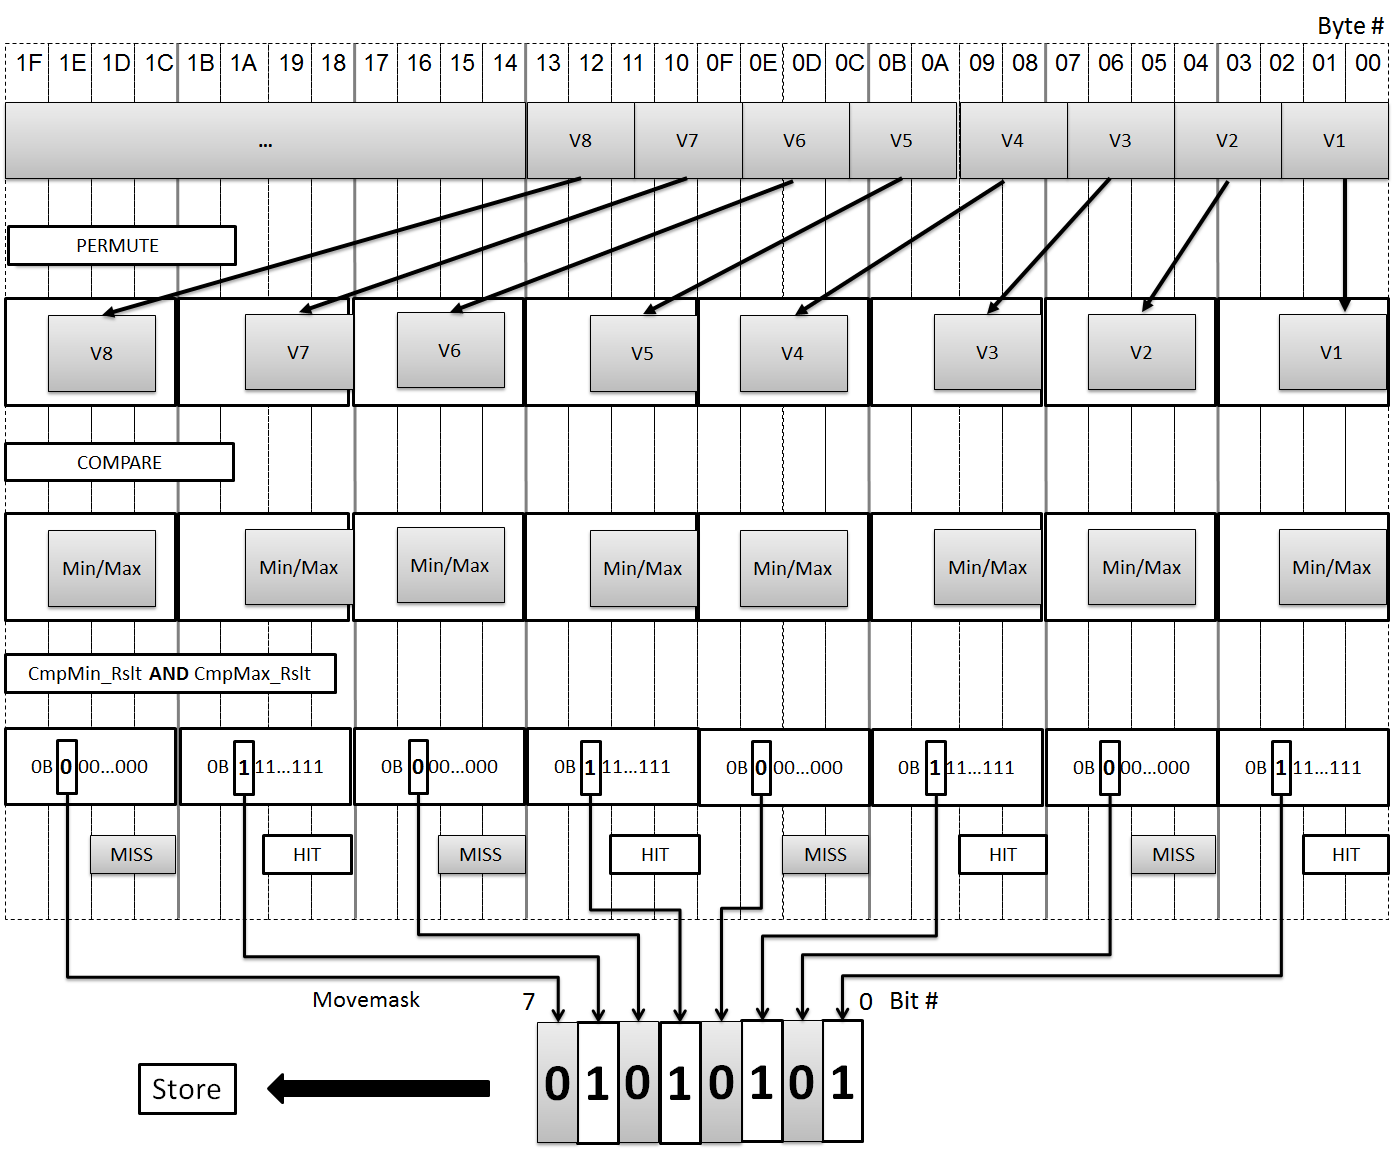 Byte #
1F 1E 1D 1C 1B 1A 19 18 17 16 15 14 13 12 11 10 0F 0E 0D 0C 0B 0A 09 08 07 06 05 04 03 02 01 00
... V8 V7 V6 V5 V4 V3 V2 V1
PERMUTE
V8 V7 V6 V5 V4 V3 V2 V1
COMPARE
Min/Max Min/Max Min/Max Min/Max Min/Max Min/Max Min/Max Min/Max
CmpMin_Rslt AND CmpMax_Rslt
0B 0 00...000 0B 1 11...111 0B 0 00...000 0B 1 11...111 0B 0 00...000 0B 1 11...111 0B 0 00...000 0B 1 11...111
MISS HIT MISS HIT MISS HIT MISS HIT
Movemask 7 0 Bit #
Store 0 1 0 1 0 1 0 1